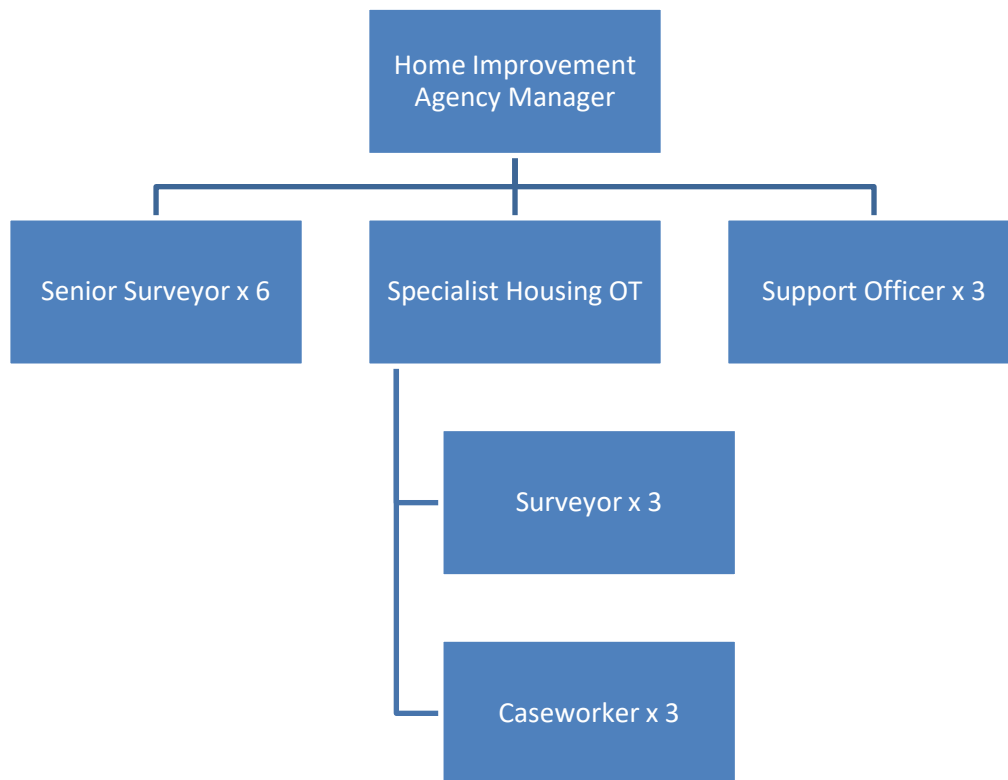 Home Improvement
Agency Manager
Senior Surveyor x 6
Specialist Housing OT
Support Officer x 3
Surveyor x 3
Caseworker x 3